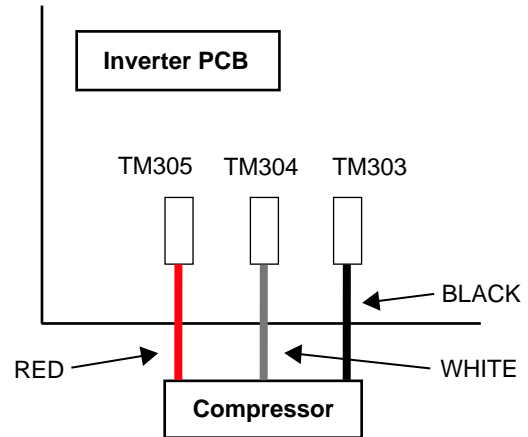 Inverter PCB
TM305 TM304 TM303
BLACK
RED
WHITE
Compressor